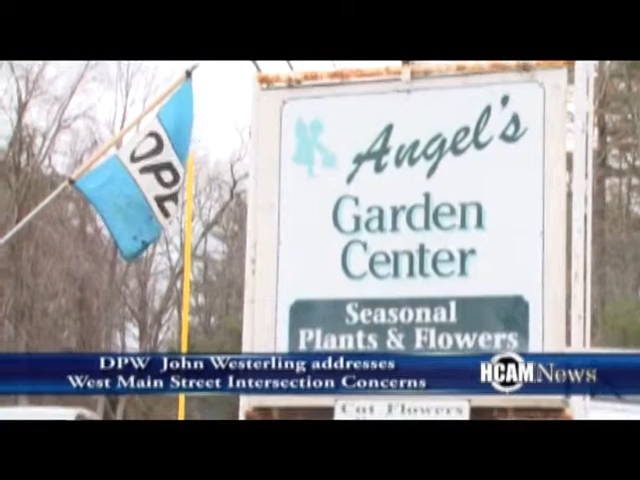 OPE
Angel's
Garden
Center
Seasonal
Plants & Flowers
DPW John Westerling addresses
West Main Street Intersection Concerns
HCAM News
Cut Flowers